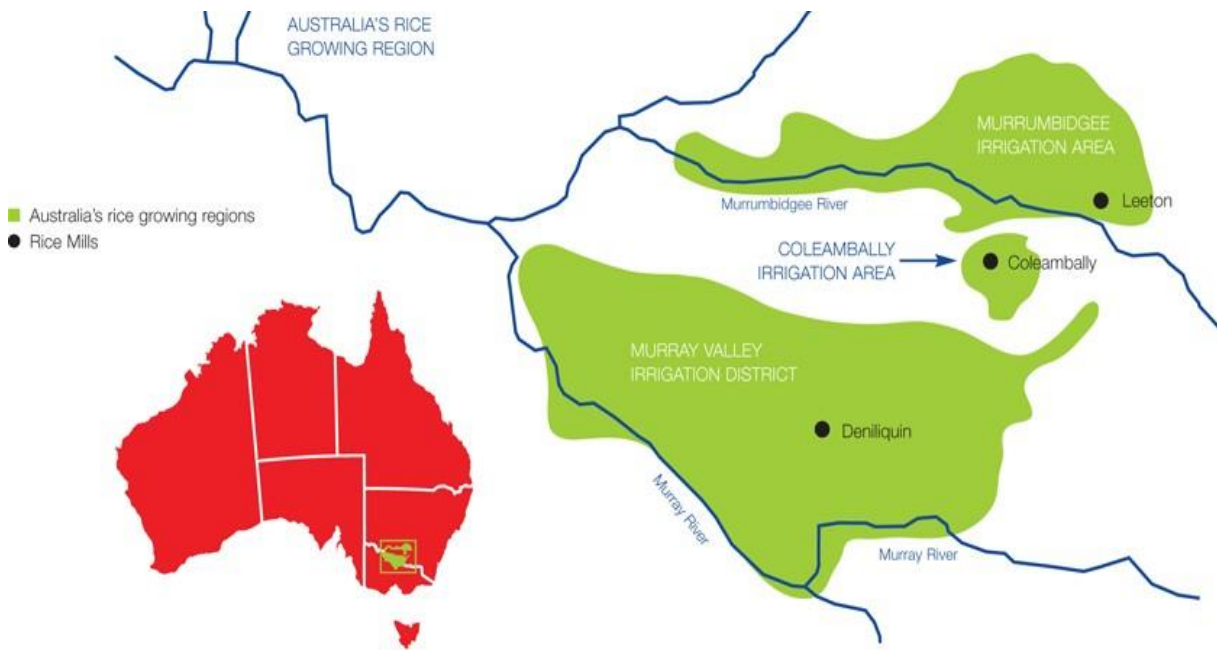 AUSTRALIA'S RICE
GROWING REGION
MURRUMBIDGEE
IRRIGATION AREA
Australia's rice growing regions
Rice Mills
Murrumbidgee River
Leeton
COLEAMBALLY
IRRIGATION AREA
Coleambally
MURRAY VALLEY
IRRIGATION DISTRICT
Deniliquin
Murray River
Murray River